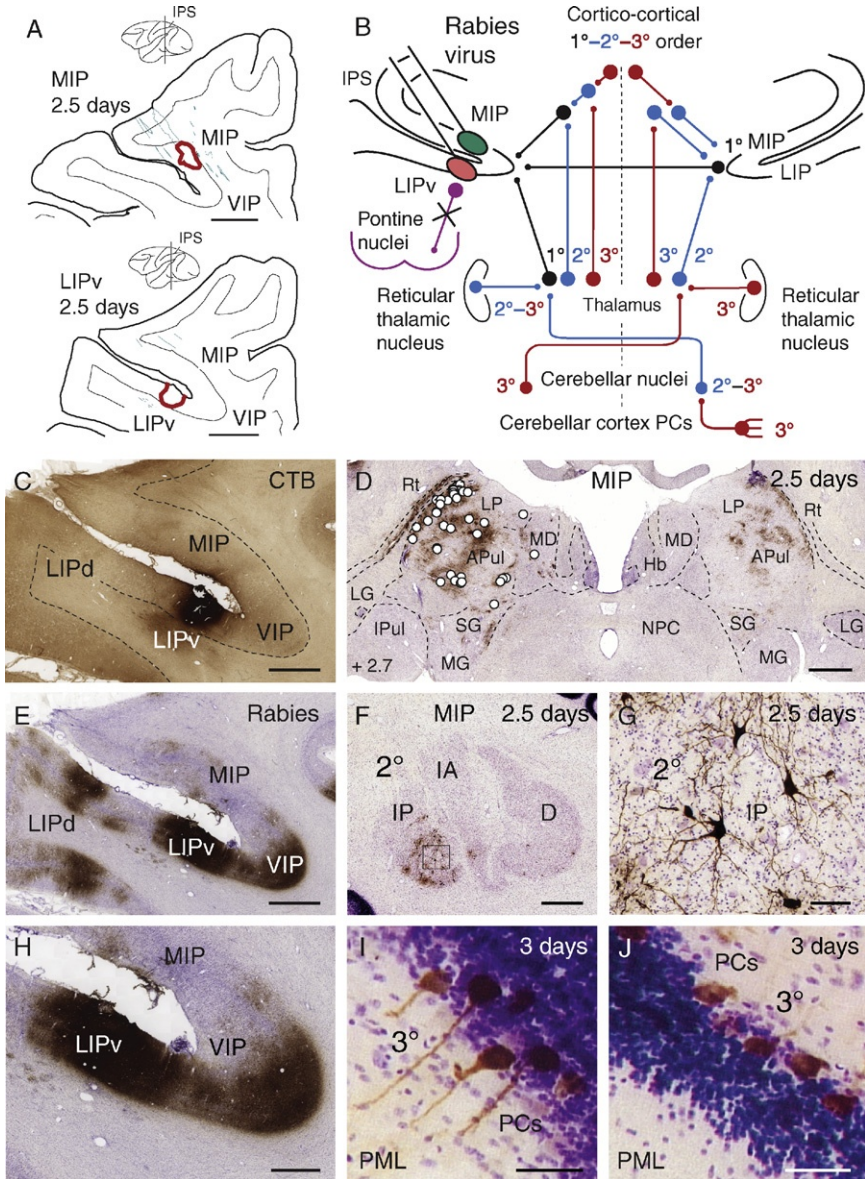 A
IPS
MIP
2.5 days
MIP
VIP
IPS
LIPv
2.5 days
MIP
LIPv
VIP
B
Rabies
virus
Cortico-cortical
1°–2°–3° order
IPS
MIP
LIPv
Pontine
nuclei
1°
MIP
LIP
1°
2°
3°
3°
2°
Reticular
thalamic
nucleus
2°–3°
Thalamus
3°
Reticular
thalamic
nucleus
3°
Cerebellar nuclei
2°–3°
Cerebellar cortex PCs
3°
C
CTB
MIP
LIPd
LIPv
VIP
D
MIP
2.5 days
Rt
LP
MD
APul
Hb
MD
LP
Rt
APul
LG
IPul
SG
NPC
SG
LG
+ 2.7
MG
MG
E
Rabies
MIP
LIPd
LIPv
VIP
F
MIP
2.5 days
2°
IA
IP
D
G
2.5 days
2°
IP
H
MIP
LIPv
VIP
I
3 days
3°
PCs
PML
J
3 days
PCs
3°
PML